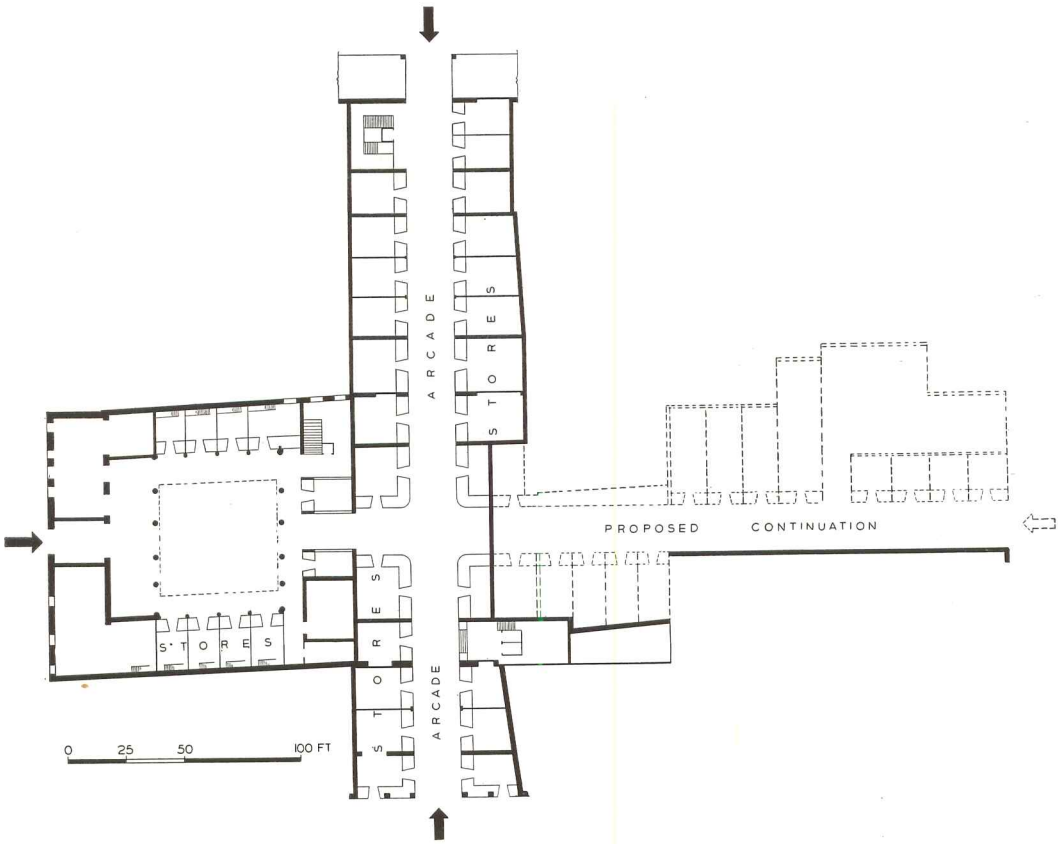 ARCADE
STORES
PROPOSED CONTINUATION
STORES
STORES
ARCADE
0 25 50 100 FT